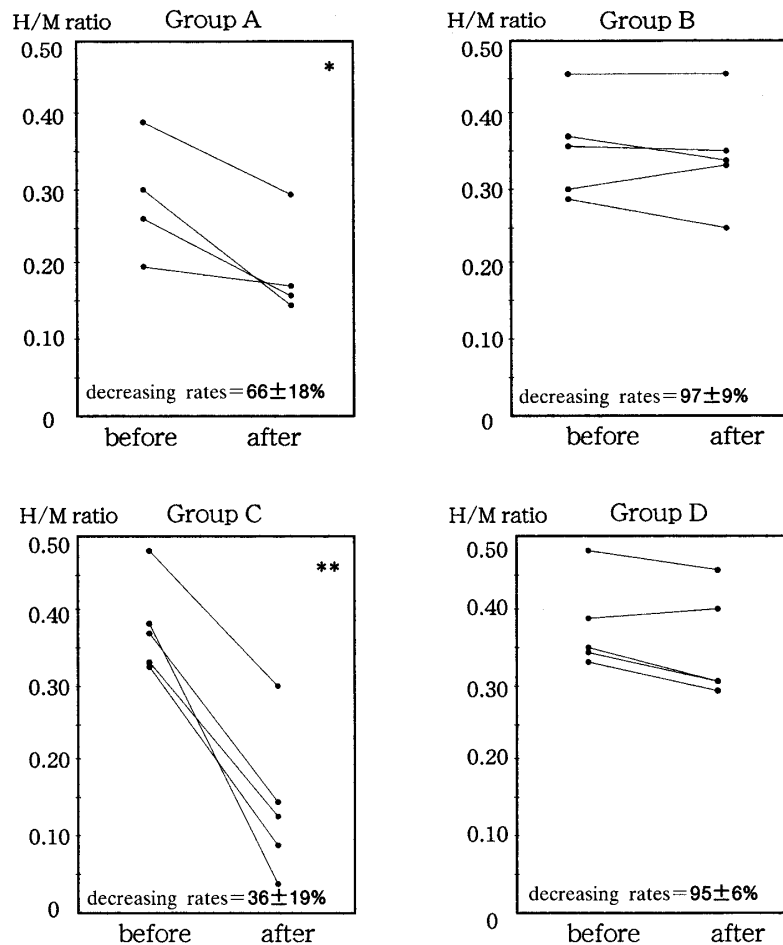 H/M ratio Group A
0.50
*
0.40
0.30
0.20
0.10
decreasing rates=66±18%
0
before after
H/M ratio Group B
0.50
0.40
0.30
0.20
0.10
decreasing rates=97±9%
0
before after
H/M ratio Group C
0.50
**
0.40
0.30
0.20
0.10
decreasing rates=36±19%
0
before after
H/M ratio Group D
0.50
0.40
0.30
0.20
0.10
decreasing rates=95±6%
0
before after